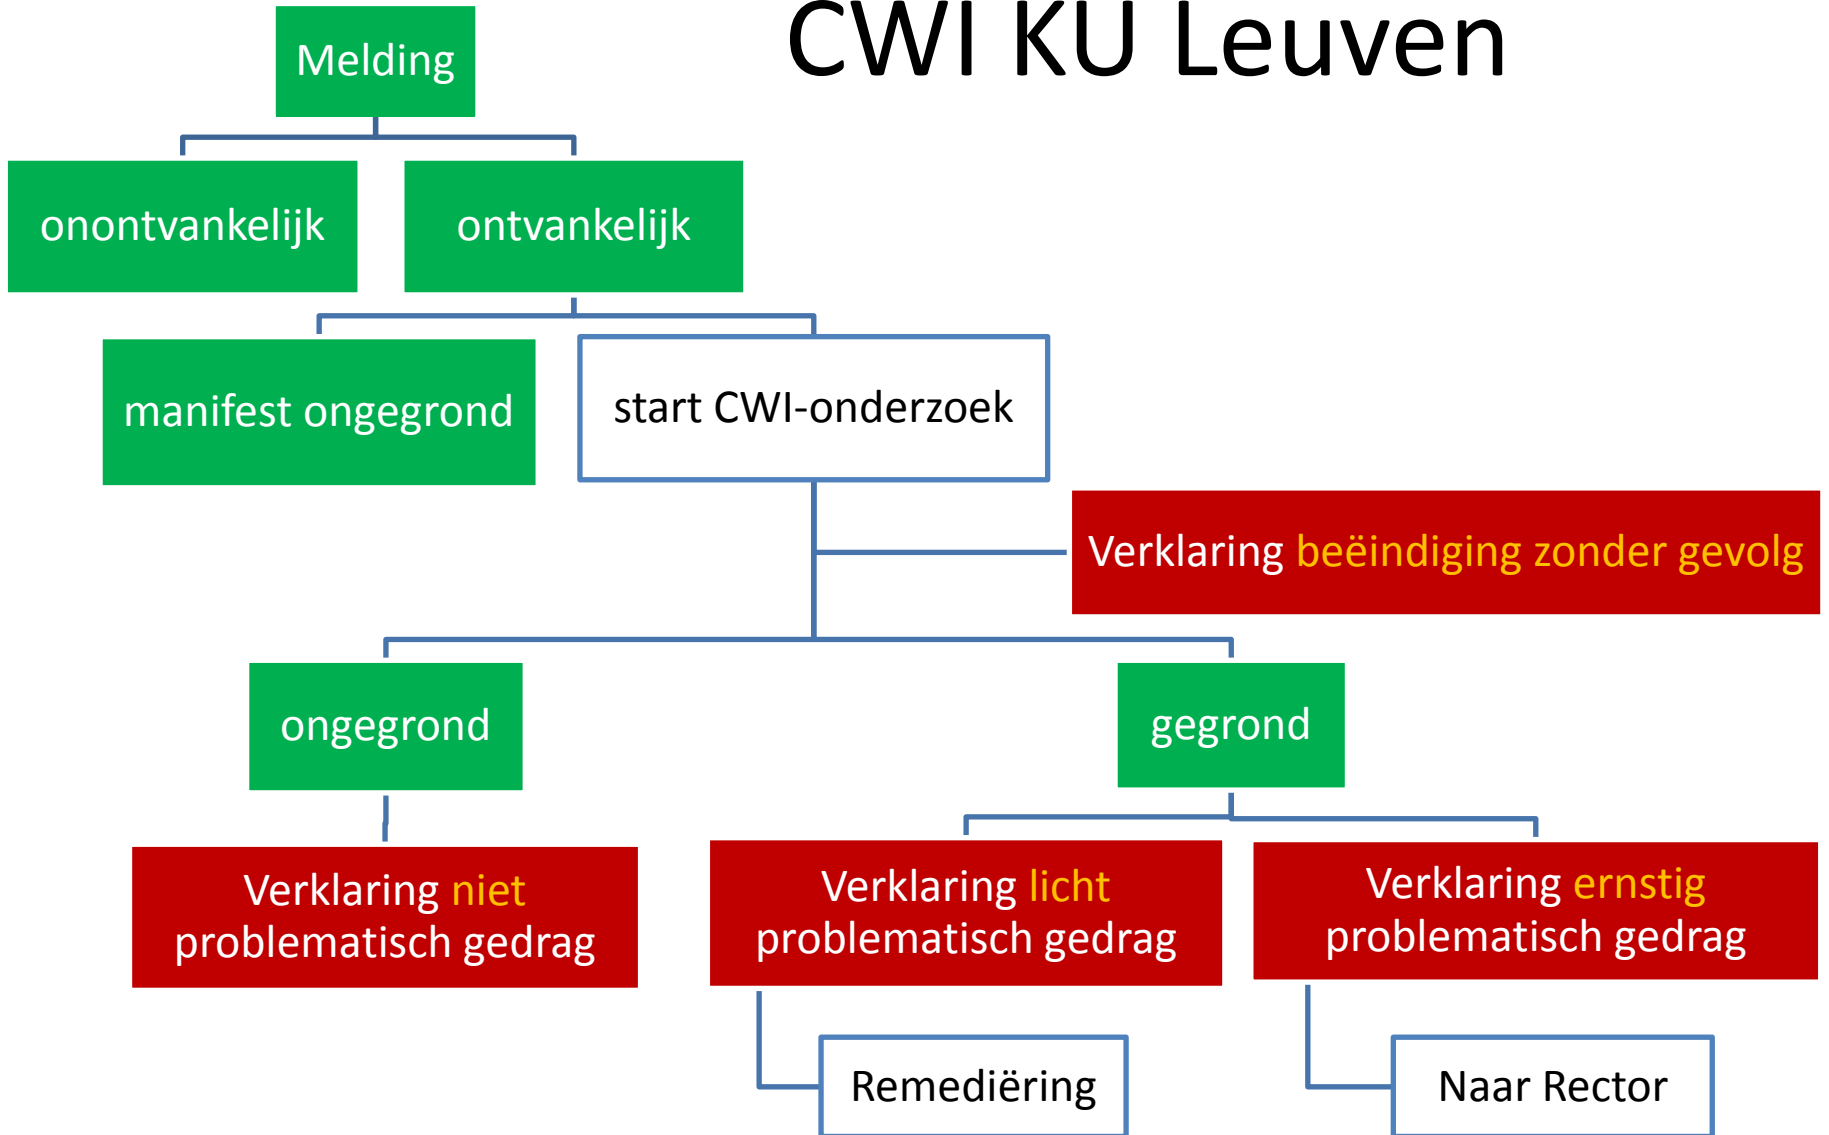 CWI KU Leuven
Melding
onontvankelijk
ontvankelijk
manifest ongegrond
start CWI-onderzoek
Verklaring beëindiging zonder gevolg
ongegrond
gegrond
Verklaring niet
problematisch gedrag
Verklaring licht
problematisch gedrag
Verklaring ernstig
problematisch gedrag
Remediëring
Naar Rector